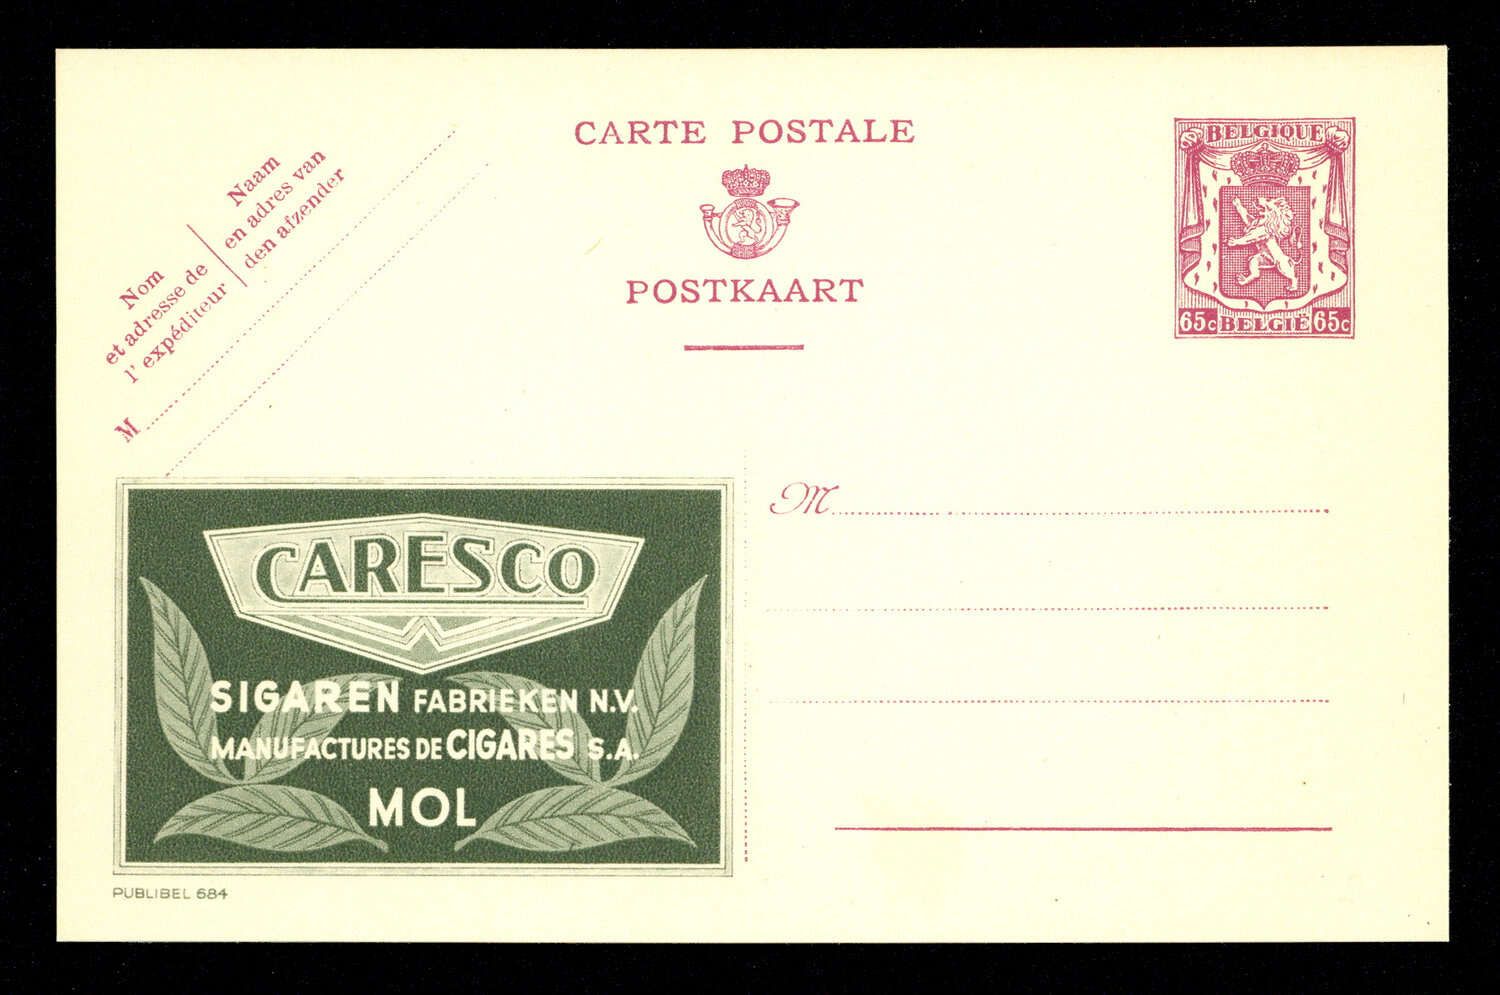 CARTE POSTALE
POSTKAART
BELGIQUE
65c BELGIË 65c
Nom
et adresse de
l' expéditeur
Naam
en adres van
den afzender
M
M
CARESCO
SIGAREN FABRIEKEN N.V.
MANUFACTURES DE CIGARES S.A.
MOL
PUBLIBEL 684